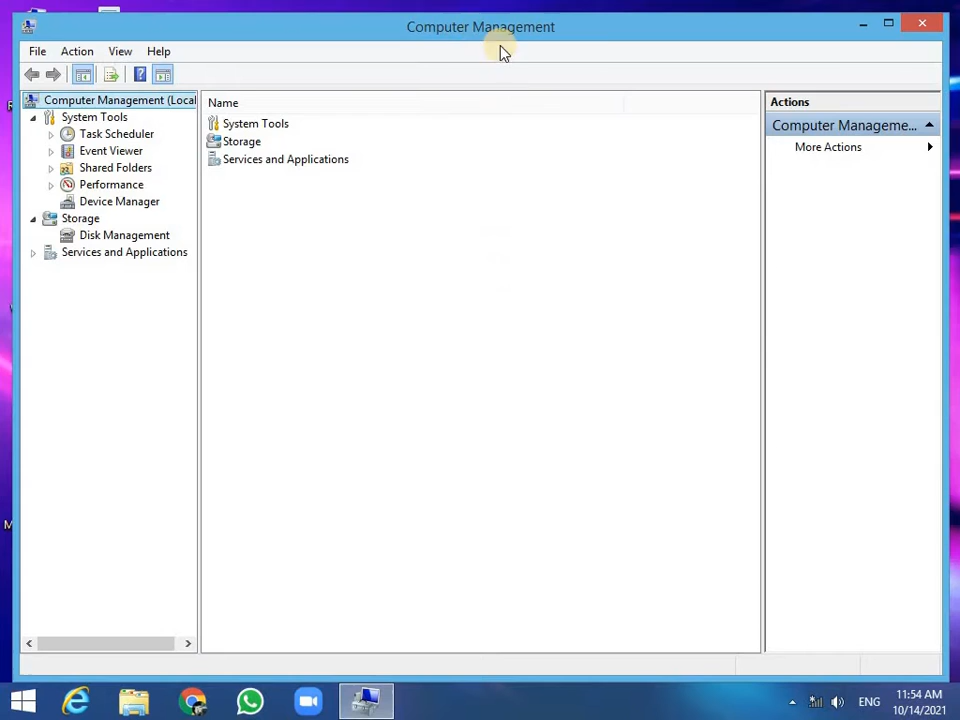 Computer Management
File Action View Help
Computer Management (Local
System Tools
Task Scheduler
Event Viewer
Shared Folders
Performance
Device Manager
Storage
Disk Management
Services and Applications
Name
System Tools
Storage
Services and Applications
Actions
Computer Manageme...
More Actions
ENG
11:54 AM
10/14/2021